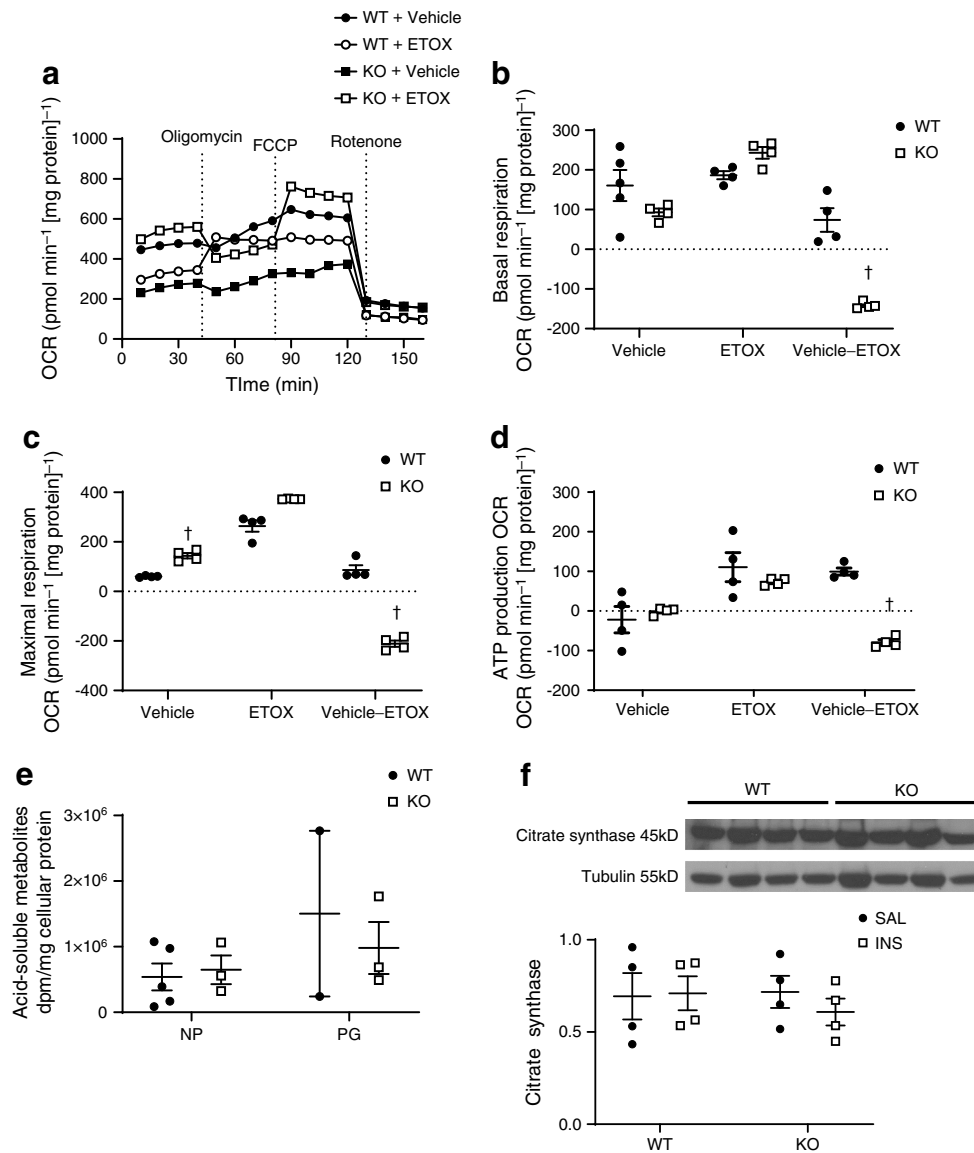 WT + Vehicle
WT + ETOX
KO + Vehicle
KO + ETOX
a
OCR (pmol min⁻¹ [mg protein]⁻¹)
1000
800
600
400
200
0
Oligomycin
FCCP
Rotenone
0
30
60
90
120
150
TIme (min)
b
WT
KO
Basal respiration
OCR (pmol min⁻¹ [mg protein]⁻¹)
300
200
100
0
-100
-200
†
Vehicle
ETOX
Vehicle–ETOX
c
WT
KO
Maximal respiration
OCR (pmol min⁻¹ [mg protein]⁻¹)
400
200
0
-200
-400
†
†
Vehicle
ETOX
Vehicle–ETOX
d
WT
KO
ATP production OCR
OCR (pmol min⁻¹ [mg protein]⁻¹)
300
200
100
0
-100
-200
†
Vehicle
ETOX
Vehicle–ETOX
e
WT
KO
Acid-soluble metabolites
dpm/mg cellular protein
3×10⁶
2×10⁶
1×10⁶
0
NP
PG
f
WT
KO
Citrate synthase 45kD
Tubulin 55kD
SAL
INS
Citrate synthase
1.0
0.5
0.0
WT
KO